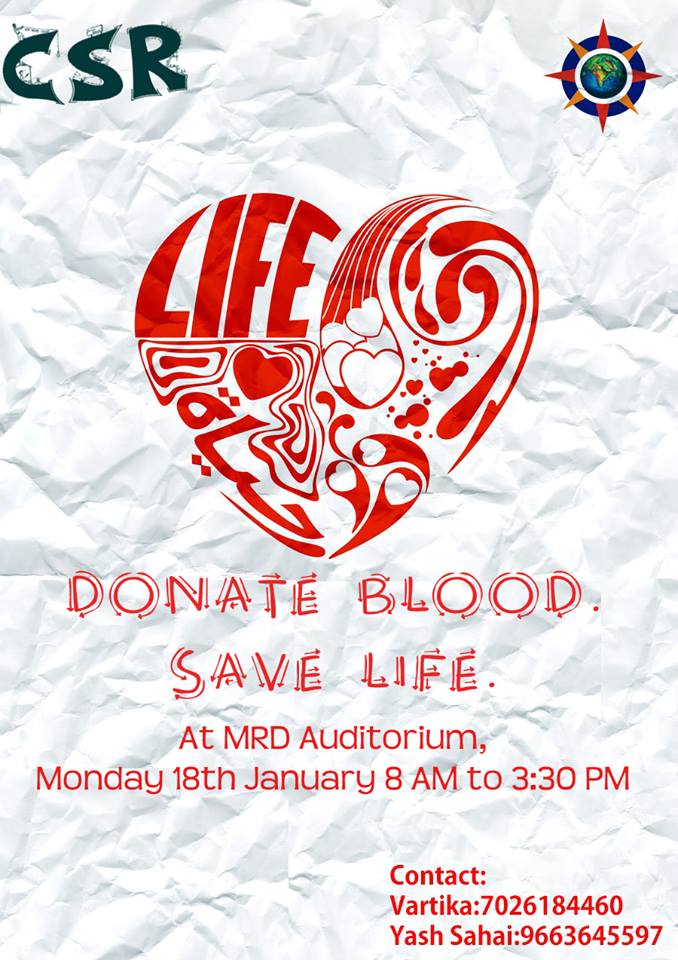 CSR
LIFE
DONATE BLOOD.
SAVE LIFE.
At MRD Auditorium,
Monday 18th January 8 AM to 3:30 PM
Contact:
Vartika:7026184460
Yash Sahai:9663645597